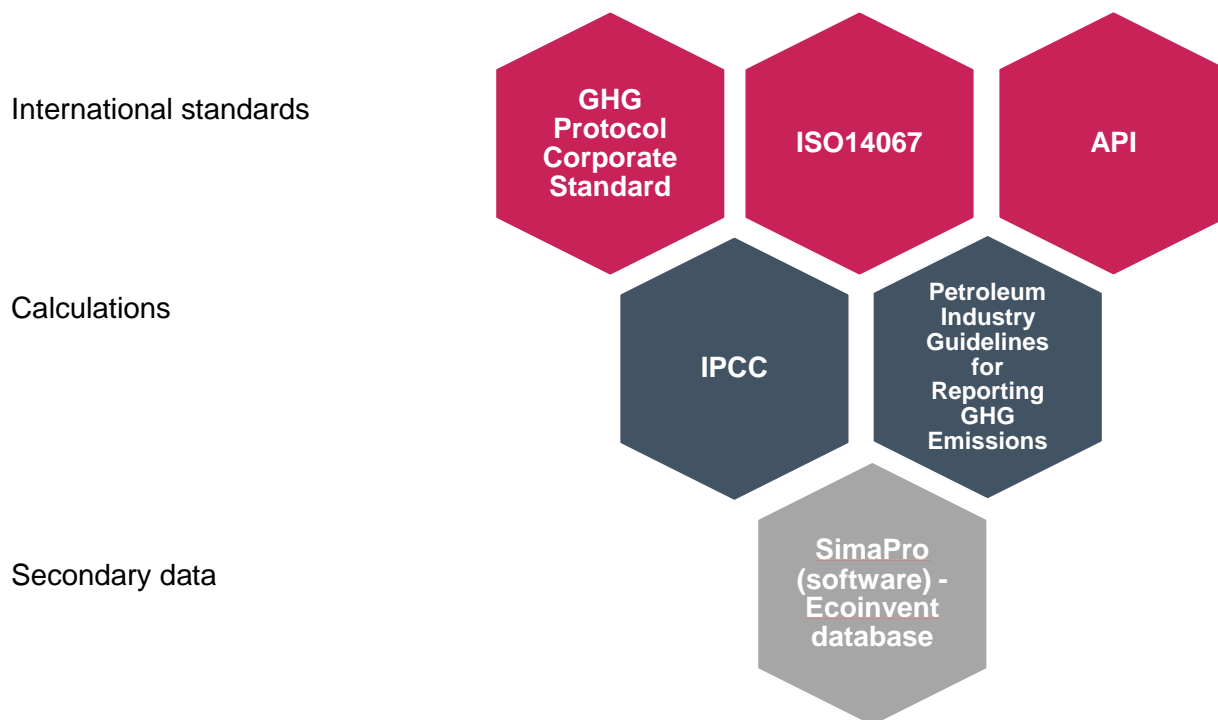 International standards
GHG
Protocol
Corporate
Standard
ISO14067
API
Calculations
IPCC
Petroleum
Industry
Guidelines
for
Reporting
GHG
Emissions
Secondary data
SimaPro
(software) -
Ecoinvent
database